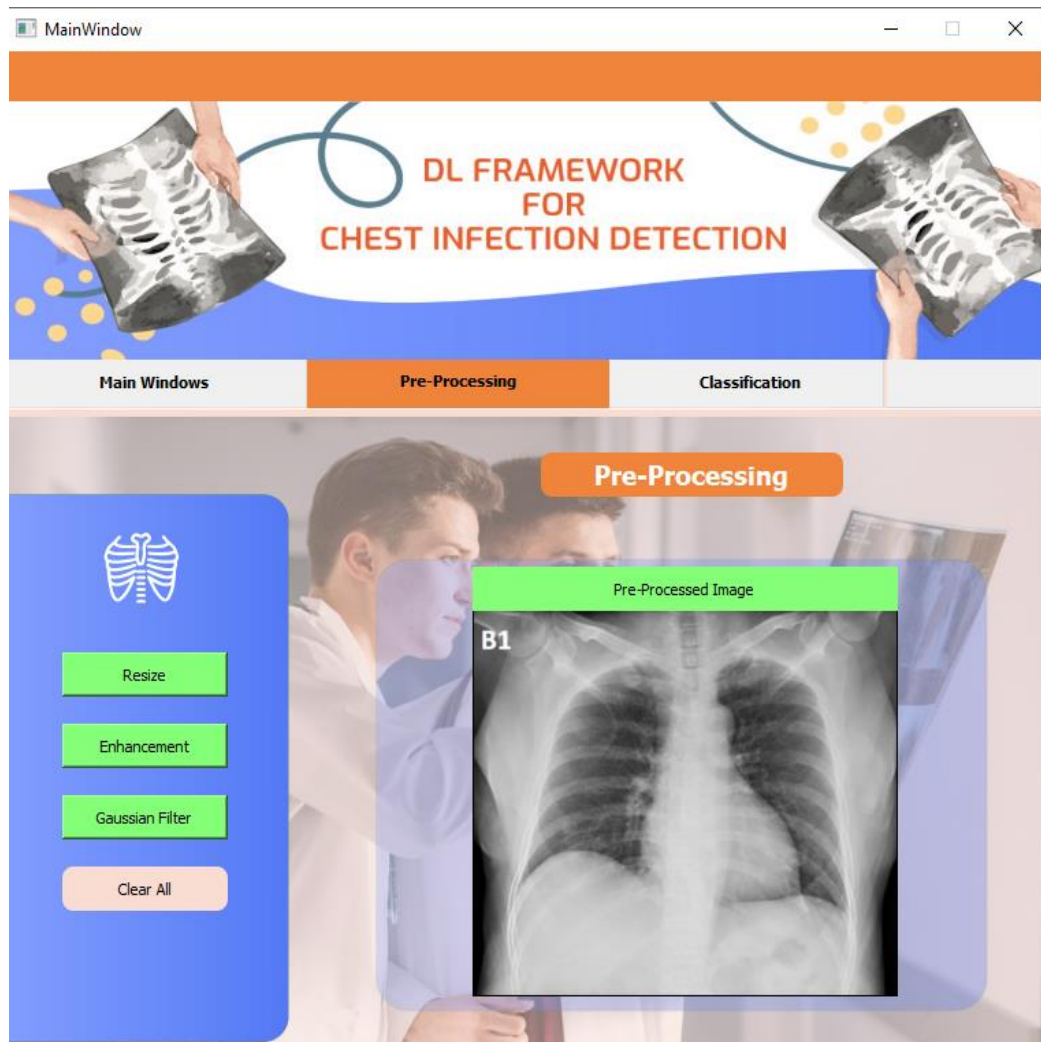 MainWindow
DL FRAMEWORK
FOR
CHEST INFECTION DETECTION
Main Windows
Pre-Processing
Classification
Pre-Processing
Resize
Enhancement
Gaussian Filter
Clear All
Pre-Processed Image
B1